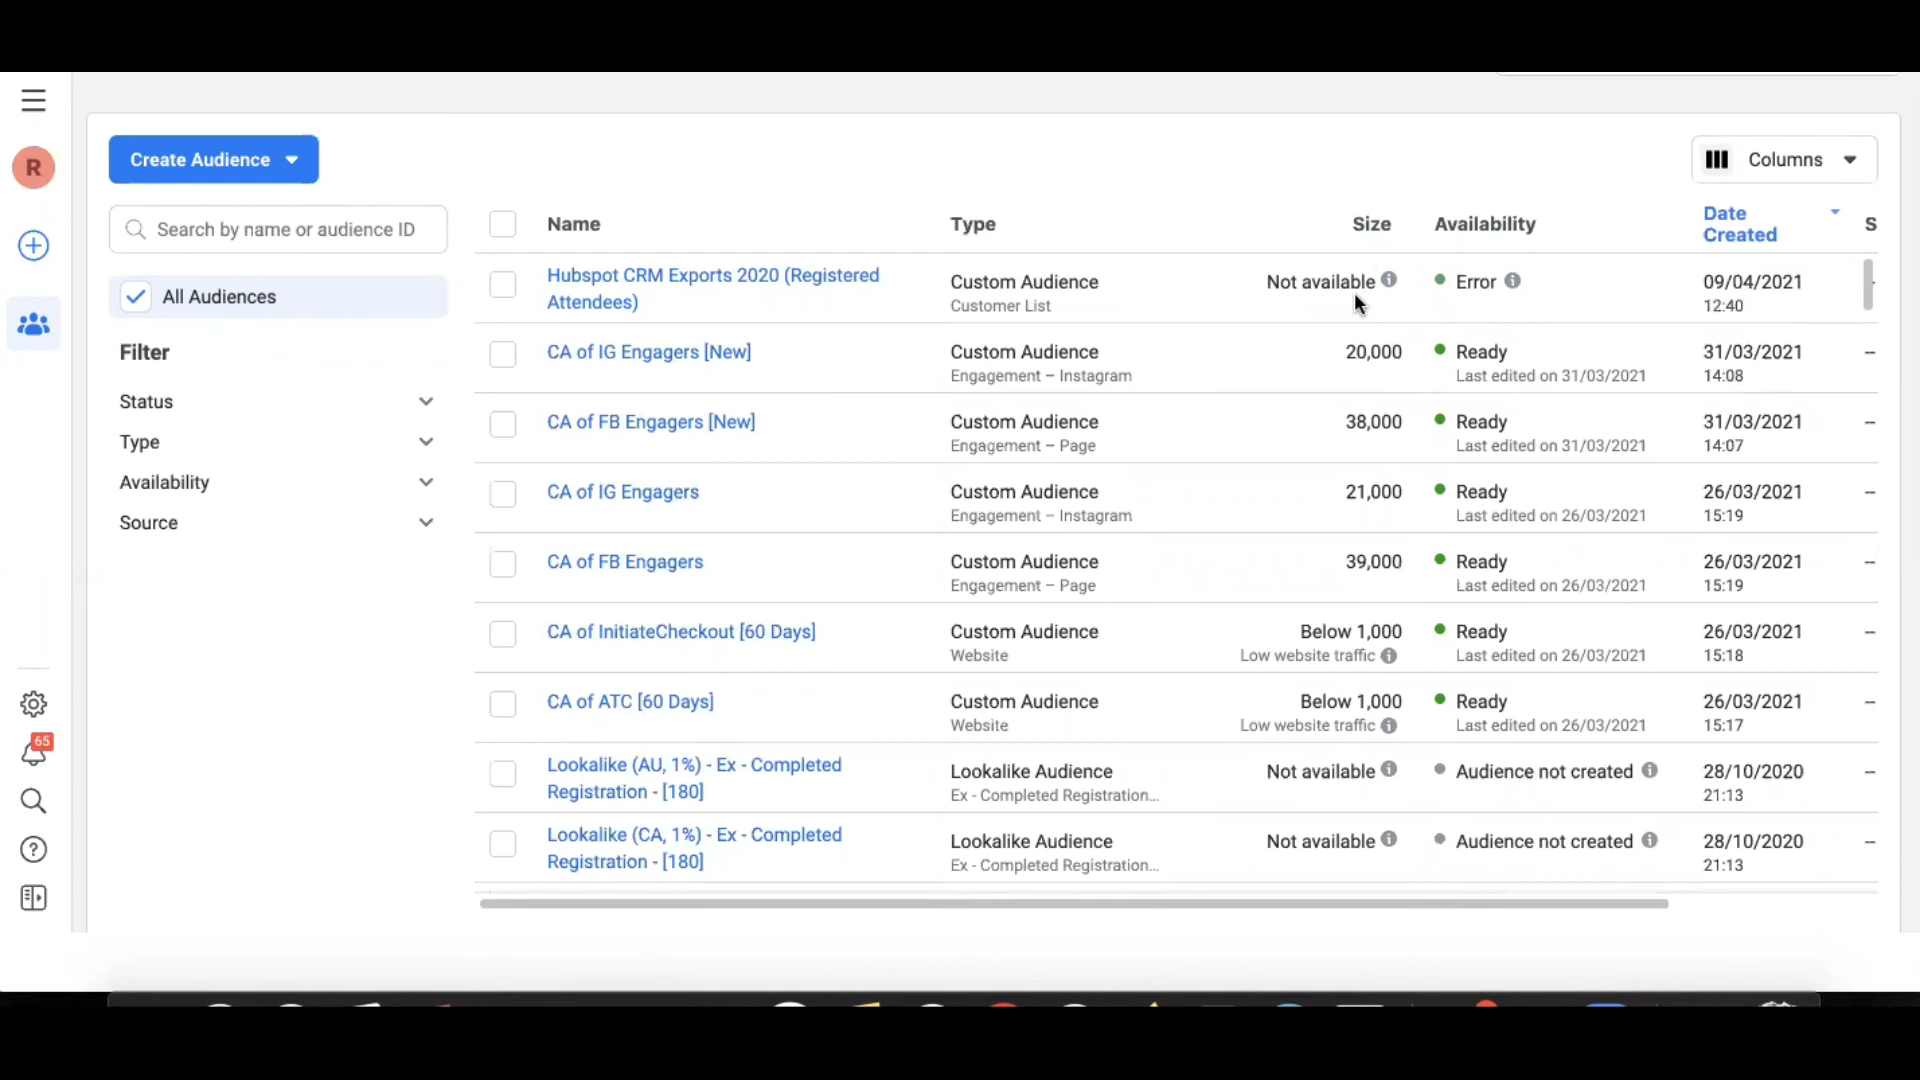 R
65
Create Audience
Columns
Search by name or audience ID
All Audiences
Filter
Status
Type
Availability
Source
Name Type Size Availability Date Created S
Hubspot CRM Exports 2020 (Registered Custom Audience Not available Error 09/04/2021
Attendees) Customer List 12:40
CA of IG Engagers [New] Custom Audience 20,000 Ready 31/03/2021 –
Engagement – Instagram Last edited on 31/03/2021 14:08
CA of FB Engagers [New] Custom Audience 38,000 Ready 31/03/2021 –
Engagement – Page Last edited on 31/03/2021 14:07
CA of IG Engagers Custom Audience 21,000 Ready 26/03/2021 –
Engagement – Instagram Last edited on 26/03/2021 15:19
CA of FB Engagers Custom Audience 39,000 Ready 26/03/2021 –
Engagement – Page Last edited on 26/03/2021 15:19
CA of InitiateCheckout [60 Days] Custom Audience Below 1,000 Ready 26/03/2021 –
Website Low website traffic Last edited on 26/03/2021 15:18
CA of ATC [60 Days] Custom Audience Below 1,000 Ready 26/03/2021 –
Website Low website traffic Last edited on 26/03/2021 15:17
Lookalike (AU, 1%) - Ex - Completed Lookalike Audience Not available Audience not created 28/10/2020 –
Registration - [180] Ex - Completed Registration... 21:13
Lookalike (CA, 1%) - Ex - Completed Lookalike Audience Not available Audience not created 28/10/2020 –
Registration - [180] Ex - Completed Registration... 21:13